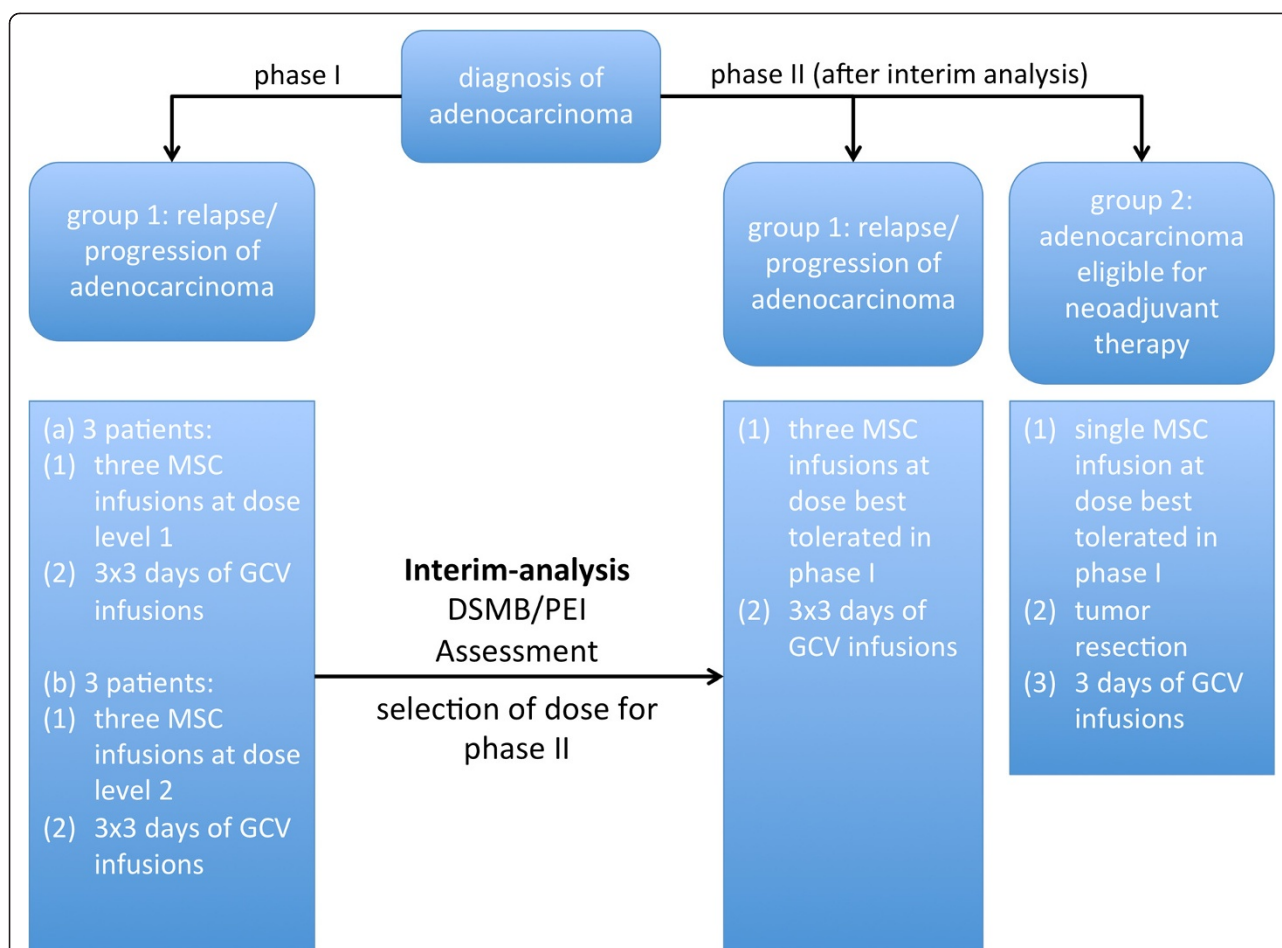 phase I
diagnosis of
adenocarcinoma
phase II (after interim analysis)
group 1: relapse/
progression of
adenocarcinoma
group 1: relapse/
progression of
adenocarcinoma
group 2:
adenocarcinoma
eligible for
neoadjuvant
therapy
(a) 3 patients:
(1) three MSC
infusions at dose
level 1
(2) 3x3 days of GCV
infusions
(b) 3 patients:
(1) three MSC
infusions at dose
level 2
(2) 3x3 days of GCV
infusions
Interim-analysis
DSMB/PEI
Assessment
selection of dose for
phase II
(1) three MSC
infusions at
dose best
tolerated in
phase I
(2) 3x3 days of
GCV infusions
(1) single MSC
infusion at
dose best
tolerated in
phase I
(2) tumor
resection
(3) 3 days of GCV
infusions